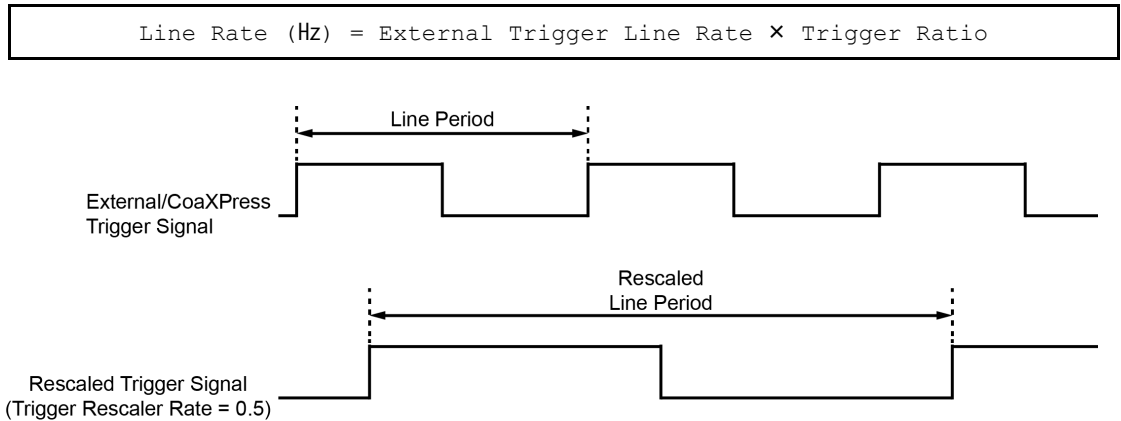 Line Rate (Hz) = External Trigger Line Rate × Trigger Ratio
Line Period
External/CoaXPress
Trigger Signal
Rescaled
Line Period
Rescaled Trigger Signal
(Trigger Rescaler Rate = 0.5)